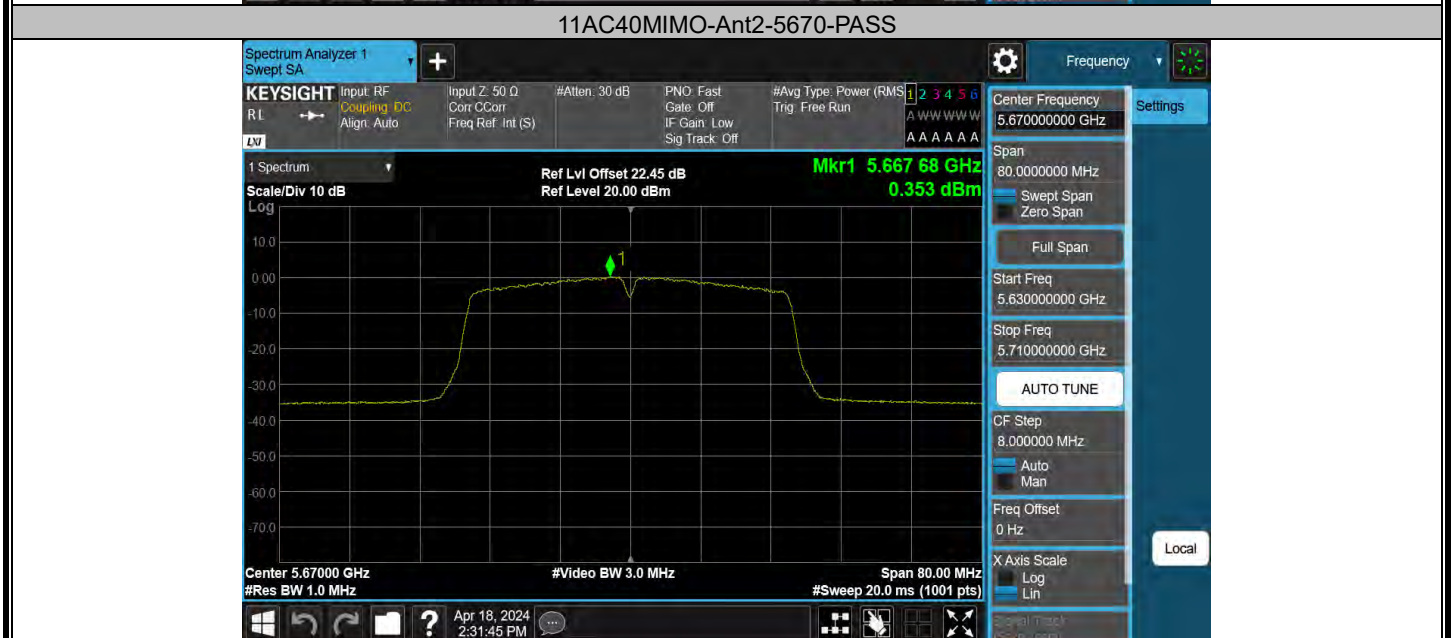 11AC40MIMO-Ant2-5670-PASS
Spectrum Analyzer 1
Swept SA
Frequency
KEYSIGHT
RL
LXI
Input: RF
Coupling: DC
Align: Auto
Input Z: 50 Ω
Corr CCorr
Freq Ref: Int (S)
#Atten: 30 dB
PNO: Fast
Gate: Off
IF Gain: Low
Sig Track: Off
#Avg Type: Power (RMS
Trig: Free Run
1 2 3 4 5 6
A W W W W W
A A A A A A
1 Spectrum
Scale/Div 10 dB
Log
Ref Lvl Offset 22.45 dB
Ref Level 20.00 dBm
Mkr1 5.667 68 GHz
0.353 dBm
1
10.0
0.00
-10.0
-20.0
-30.0
-40.0
-50.0
-60.0
-70.0
Center 5.67000 GHz
#Res BW 1.0 MHz
#Video BW 3.0 MHz
Span 80.00 MHz
#Sweep 20.0 ms (1001 pts)
Center Frequency
5.670000000 GHz
Settings
Span
80.0000000 MHz
Swept Span
Zero Span
Full Span
Start Freq
5.630000000 GHz
Stop Freq
5.710000000 GHz
AUTO TUNE
CF Step
8.000000 MHz
Auto
Man
Freq Offset
0 Hz
X Axis Scale
Log
Lin
Signal Track
Local
?
Apr 18, 2024
2:31:45 PM